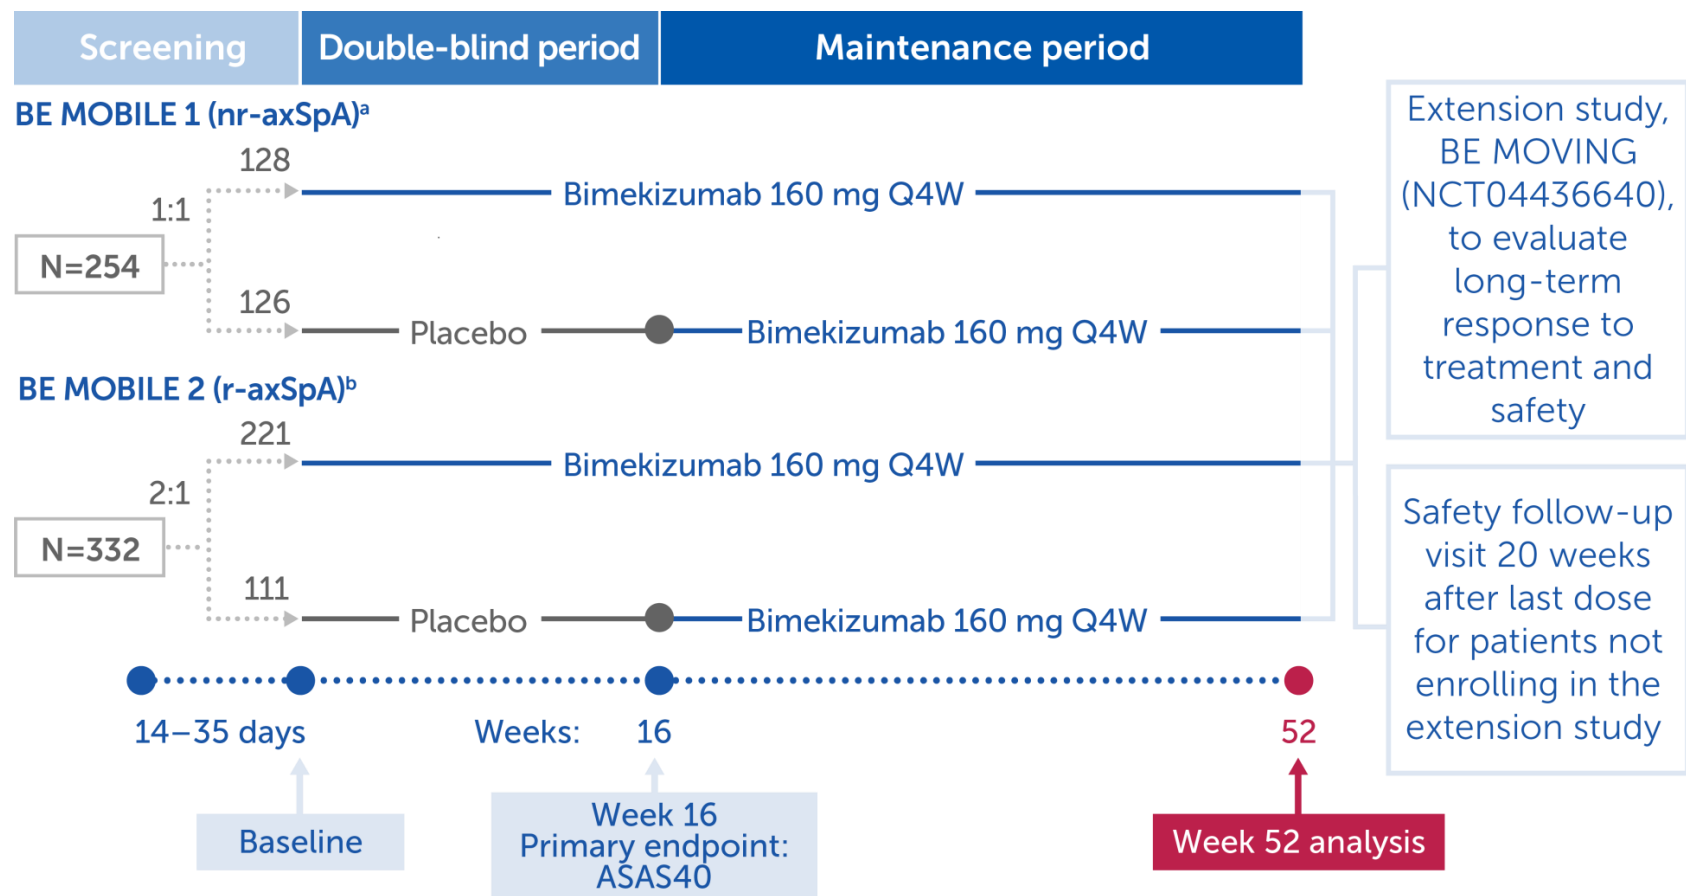 Screening
Double-blind period
Maintenance period
BE MOBILE 1 (nr-axSpA)ᵃ
128
Bimekizumab 160 mg Q4W
1:1
N=254
126
Placebo
Bimekizumab 160 mg Q4W
BE MOBILE 2 (r-axSpA)ᵇ
221
Bimekizumab 160 mg Q4W
2:1
N=332
111
Placebo
Bimekizumab 160 mg Q4W
14–35 days
Weeks:
16
52
Baseline
Week 16
Primary endpoint:
ASAS40
Week 52 analysis
Extension study,
BE MOVING
(NCT04436640),
to evaluate
long-term
response to
treatment and
safety
Safety follow-up
visit 20 weeks
after last dose
for patients not
enrolling in the
extension study